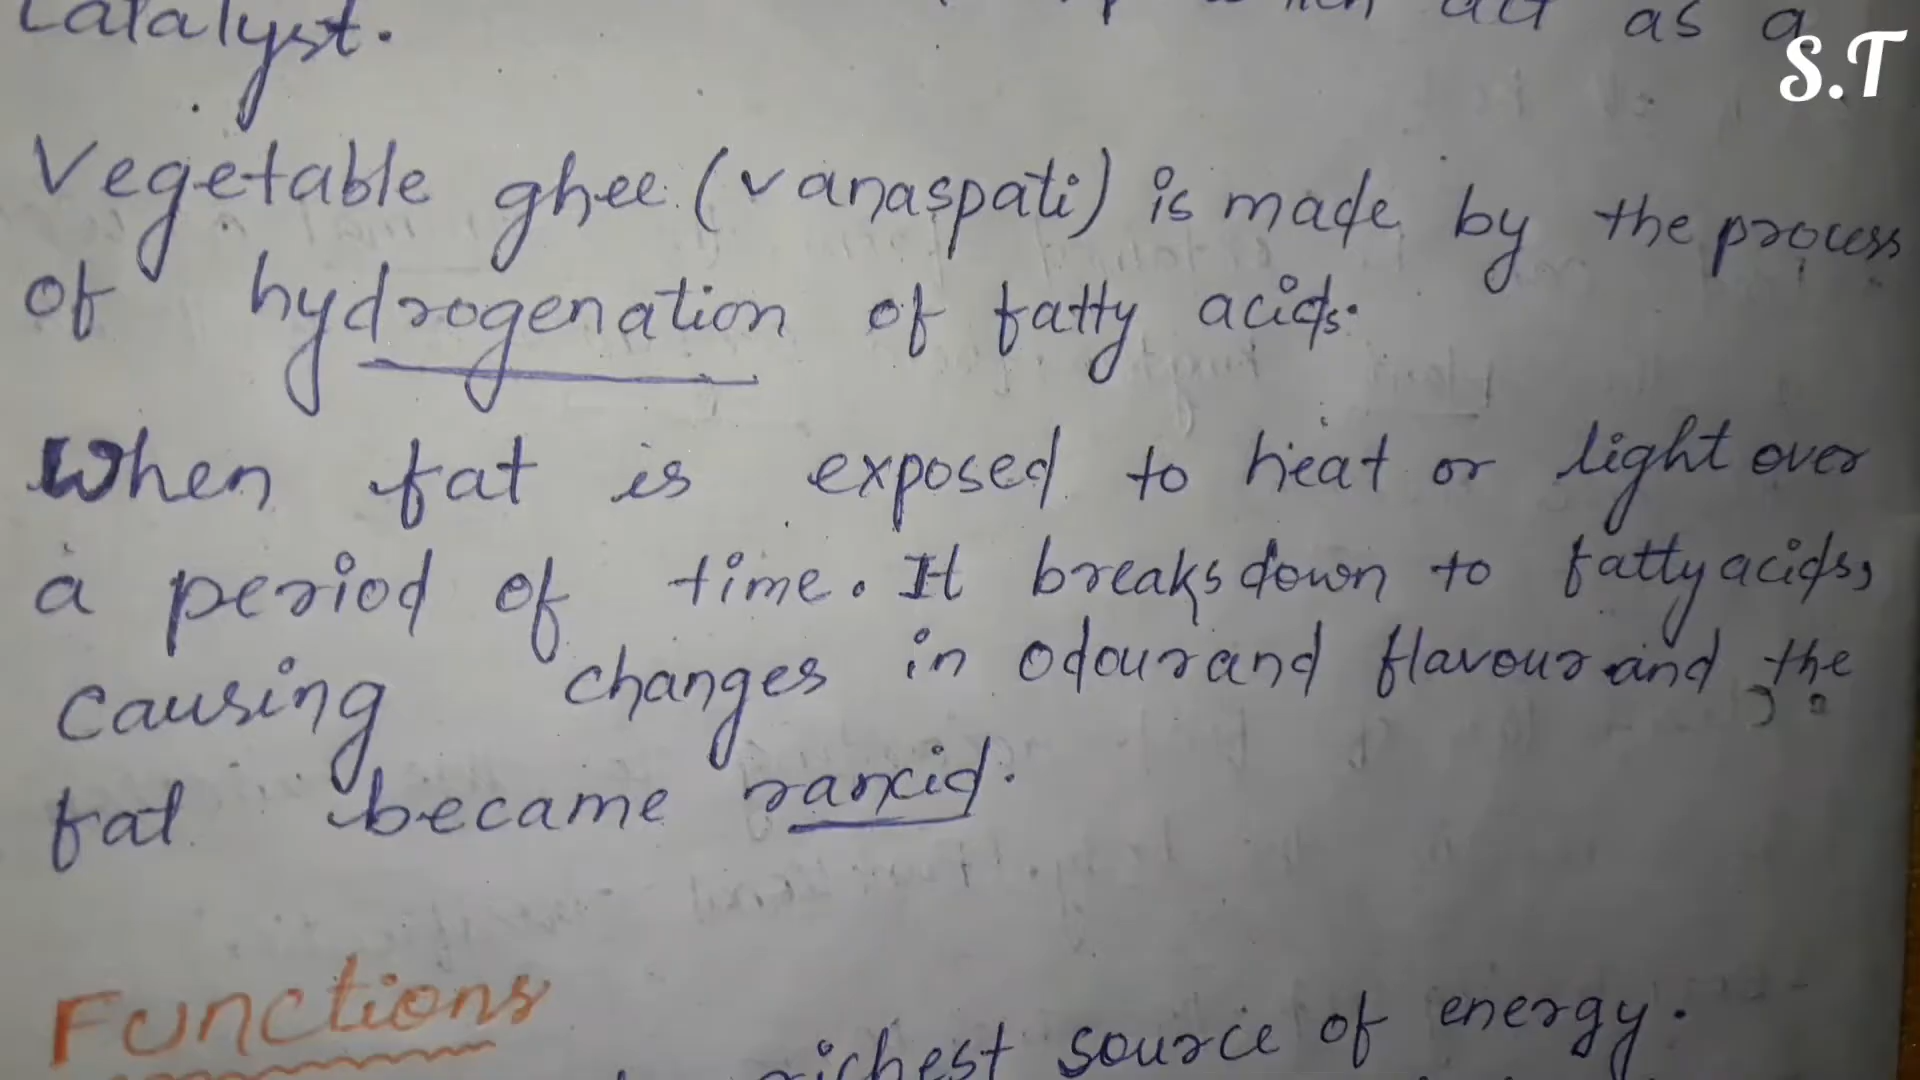 which act as a
catalyst.
S.T
Vegetable ghee (vanaspati) is made by the process
of hydrogenation of fatty acids.
When fat is exposed to heat or light over
a period of time. It breaks down to fatty acids,
causing changes in odour and flavour and the
fat became rancid.
Functions
richest source of energy.